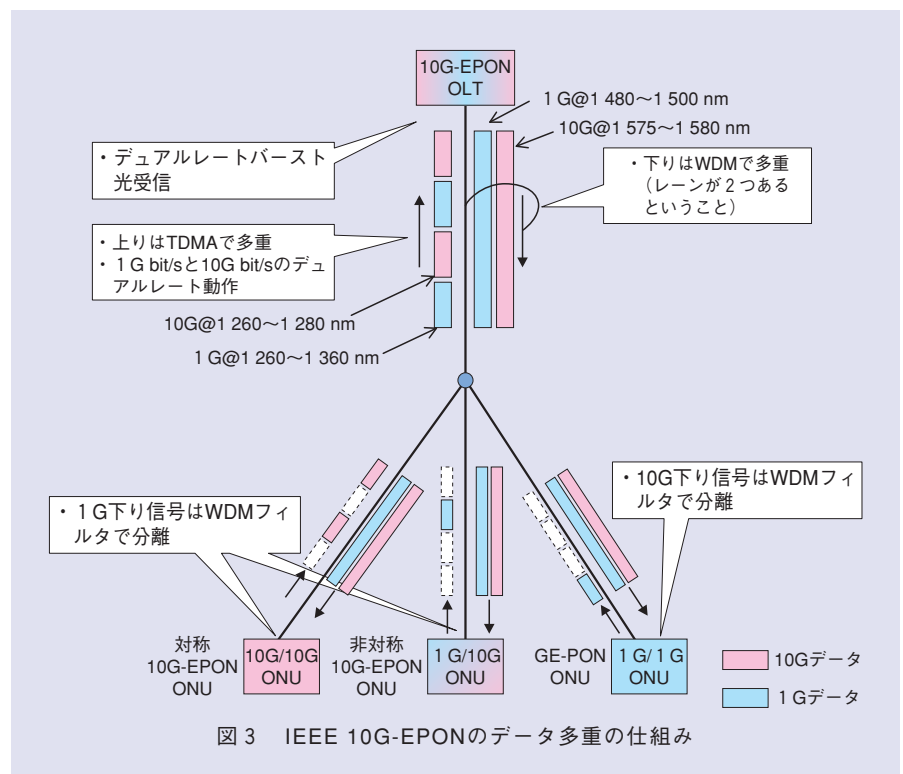 10G-EPON
OLT
1 G@1 480～1 500 nm
10G@1 575～1 580 nm
・デュアルレートバースト
光受信
・下りはWDMで多重
（レーンが2つある
ということ）
・上りはTDMAで多重
・1 G bit/sと10G bit/sのデュ
アルレート動作
10G@1 260～1 280 nm
1 G@1 260～1 360 nm
・1 G下り信号はWDMフィ
ルタで分離
・10G下り信号はWDMフィ
ルタで分離
対称
10G-EPON
ONU
10G/10G
ONU
非対称
10G-EPON
ONU
1 G/10G
ONU
GE-PON
ONU
1 G/1 G
ONU
10Gデータ
1 Gデータ
図3 IEEE 10G-EPONのデータ多重の仕組み